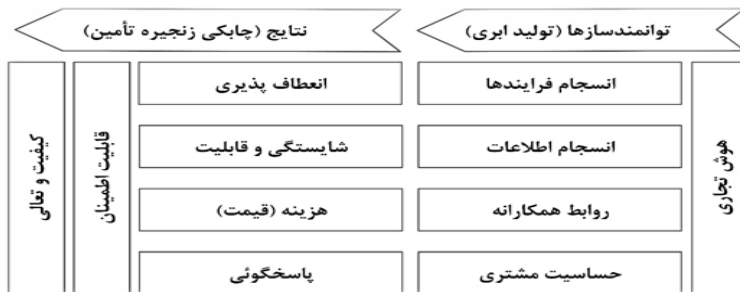 توانمندسازها (تولید ابری)
نتایج (چابکی زنجیره تأمین)
هوش تجاری
انسجام فرایندها
انسجام اطلاعات
روابط همکارانه
حساسیت مشتری
انعطاف پذیری
شایستگی و قابلیت
هزینه (قیمت)
پاسخگوئی
قابلیت اطمینان
کیفیت و تعالی